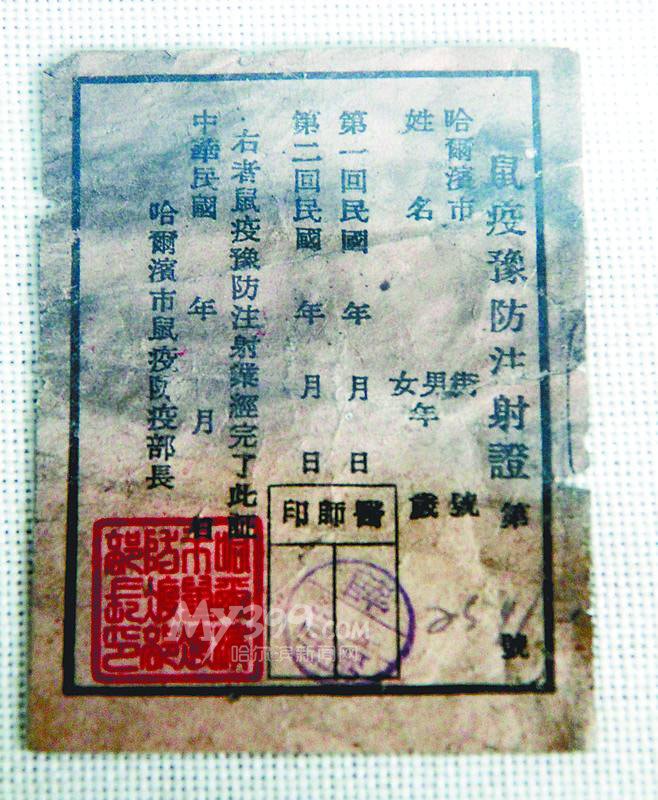 鼠疫豫防注射證 第 號
哈爾濱市 街 號
姓名 男女 年 歲
第一回民國 年 月 日
第二回民國 年 月 日
右者鼠疫豫防注射業經完了此証
中華民國 年 月 日
哈爾濱市鼠疫防疫部長
醫師印
My399.COM
哈尔滨新闻网